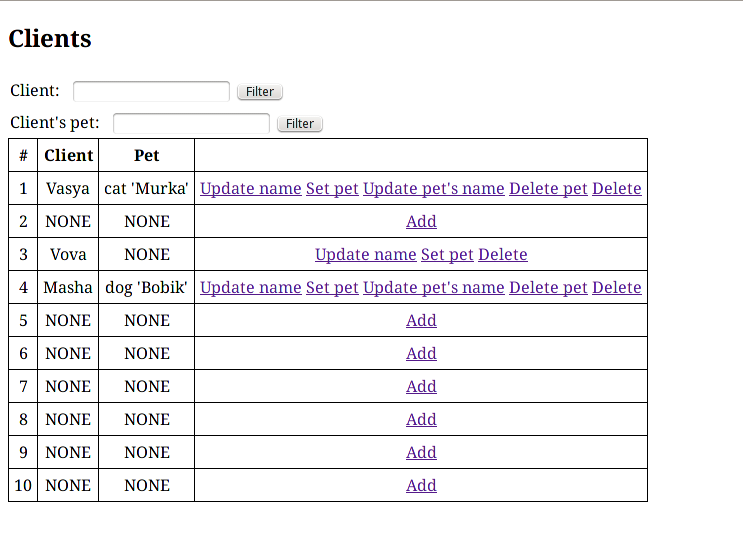 Clients
Client: Filter
Client's pet: Filter
# Client Pet
1 Vasya cat 'Murka' Update name Set pet Update pet's name Delete pet Delete
2 NONE NONE Add
3 Vova NONE Update name Set pet Delete
4 Masha dog 'Bobik' Update name Set pet Update pet's name Delete pet Delete
5 NONE NONE Add
6 NONE NONE Add
7 NONE NONE Add
8 NONE NONE Add
9 NONE NONE Add
10 NONE NONE Add